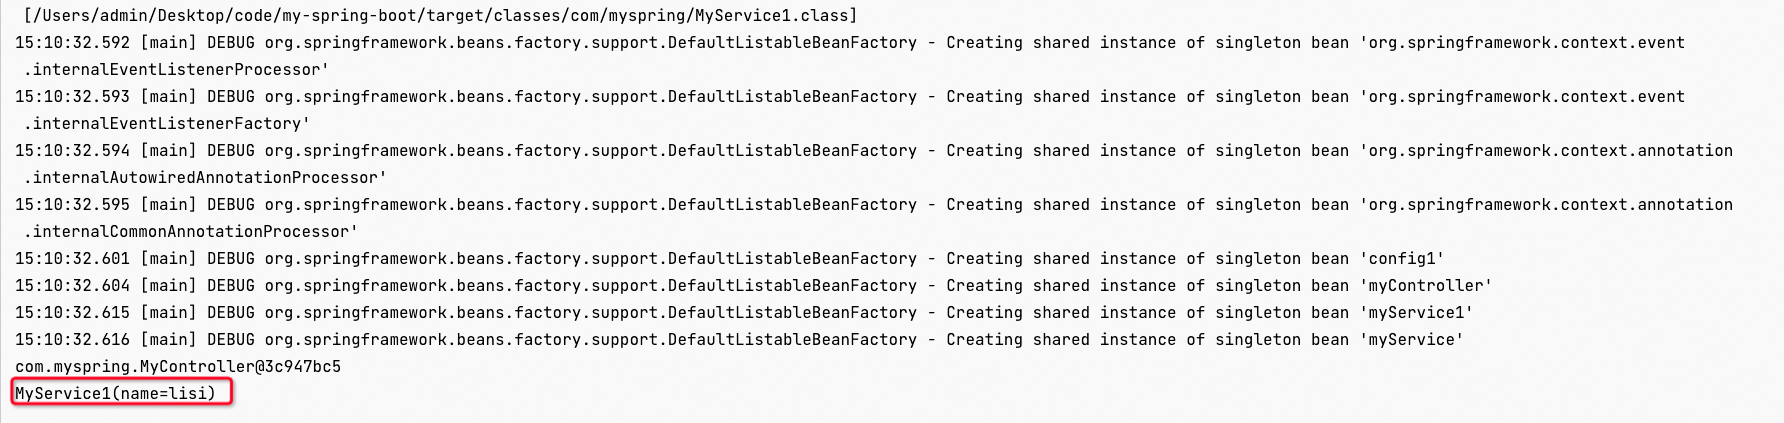 [/Users/admin/Desktop/code/my-spring-boot/target/classes/com/myspring/MyService1.class]
15:10:32.592 [main] DEBUG org.springframework.beans.factory.support.DefaultListableBeanFactory - Creating shared instance of singleton bean 'org.springframework.context.event
.internalEventListenerProcessor'
15:10:32.593 [main] DEBUG org.springframework.beans.factory.support.DefaultListableBeanFactory - Creating shared instance of singleton bean 'org.springframework.context.event
.internalEventListenerFactory'
15:10:32.594 [main] DEBUG org.springframework.beans.factory.support.DefaultListableBeanFactory - Creating shared instance of singleton bean 'org.springframework.context.annotation
.internalAutowiredAnnotationProcessor'
15:10:32.595 [main] DEBUG org.springframework.beans.factory.support.DefaultListableBeanFactory - Creating shared instance of singleton bean 'org.springframework.context.annotation
.internalCommonAnnotationProcessor'
15:10:32.601 [main] DEBUG org.springframework.beans.factory.support.DefaultListableBeanFactory - Creating shared instance of singleton bean 'config1'
15:10:32.604 [main] DEBUG org.springframework.beans.factory.support.DefaultListableBeanFactory - Creating shared instance of singleton bean 'myController'
15:10:32.615 [main] DEBUG org.springframework.beans.factory.support.DefaultListableBeanFactory - Creating shared instance of singleton bean 'myService1'
15:10:32.616 [main] DEBUG org.springframework.beans.factory.support.DefaultListableBeanFactory - Creating shared instance of singleton bean 'myService'
com.myspring.MyController@3c947bc5
MyService1(name=lisi)